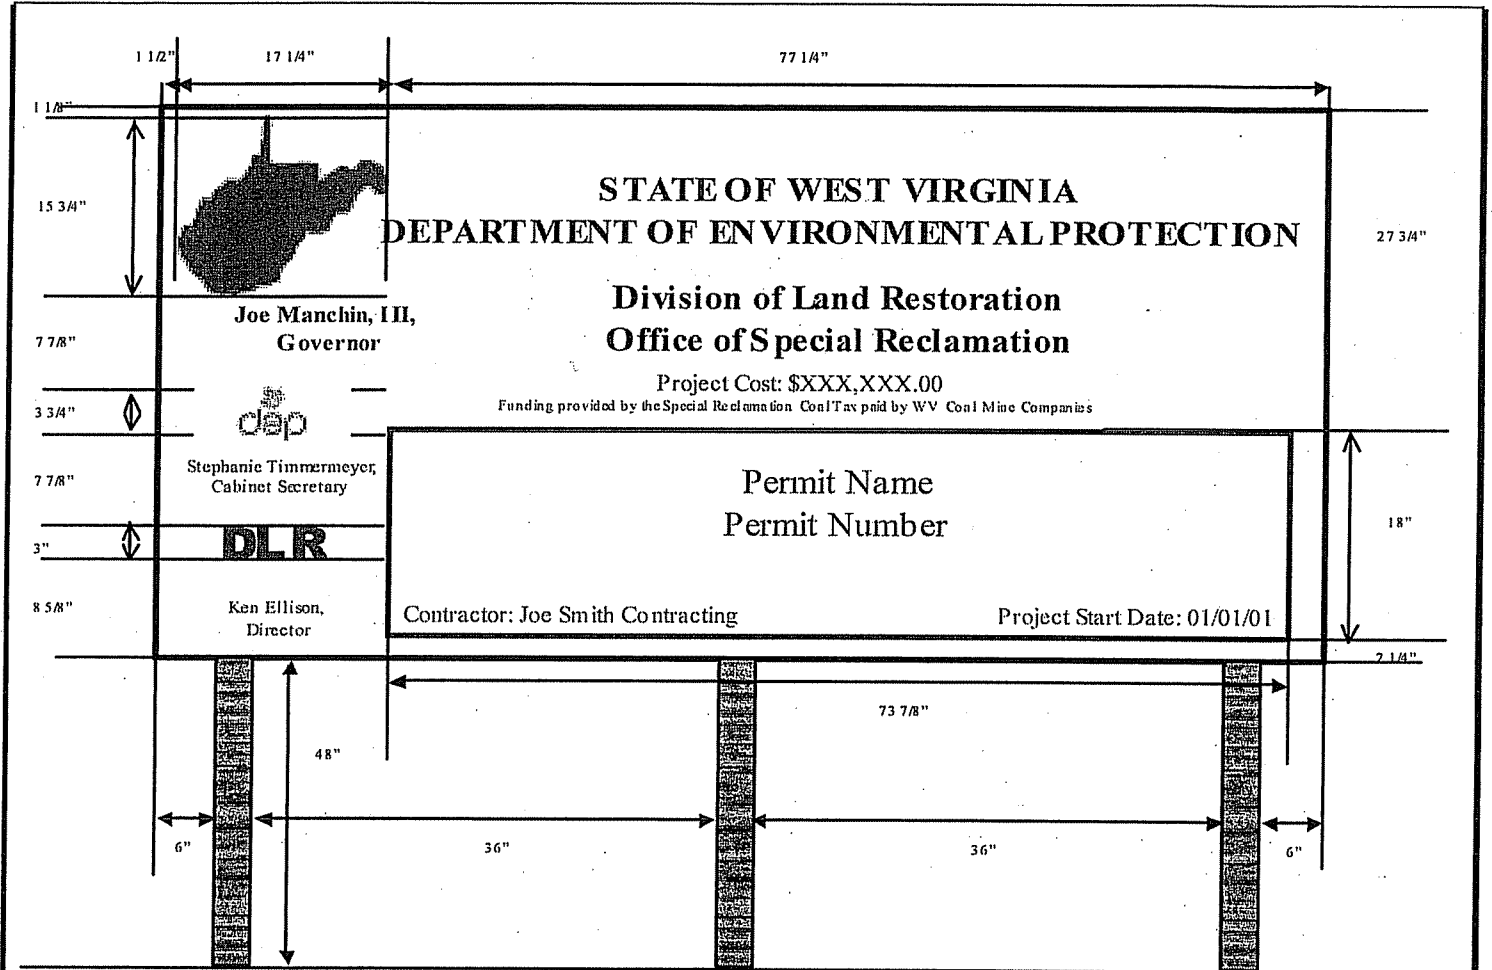 1 1/2" 17 1/4" 77 1/4"
1 1/8"
15 3/4"
STATE OF WEST VIRGINIA
DEPARTMENT OF ENVIRONMENTAL PROTECTION
27 3/4"
Division of Land Restoration
Office of Special Reclamation
Joe Manchin, III,
Governor
7 7/8"
Project Cost: $XXX,XXX.00
Funding provided by the Special Reclamation Coal Tax paid by WV Coal Mine Companies
3 3/4"
dep
Stephanie Timmermeyer,
Cabinet Secretary
7 7/8"
Permit Name
Permit Number
18"
DLR
3"
8 5/8"
Ken Ellison,
Director
Contractor: Joe Smith Contracting Project Start Date: 01/01/01
2 1/4"
73 7/8"
48"
6" 36" 36" 6"